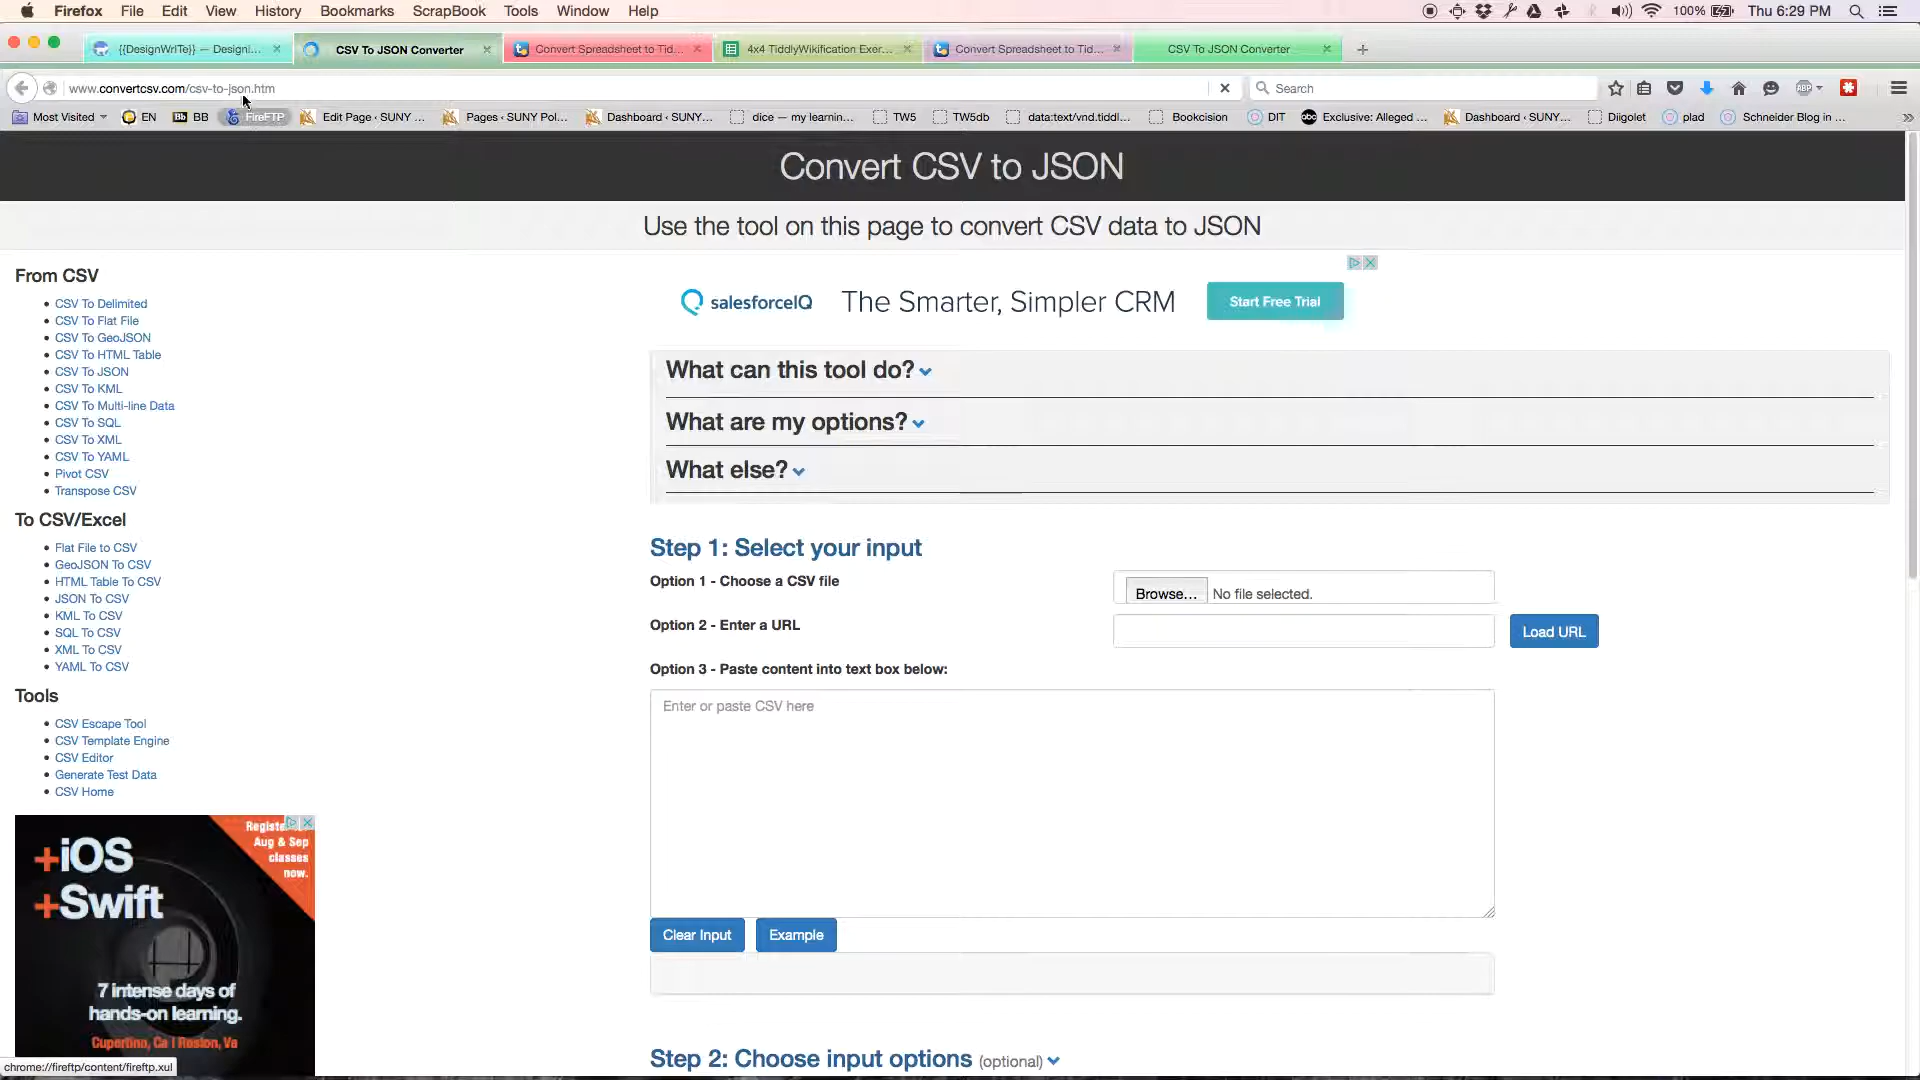 Firefox File Edit View History Bookmarks ScrapBook Tools Window Help 100% Thu 6:29 PM
{{DesignWrITe}} — Designi... CSV To JSON Converter Convert Spreadsheet to Tid... 4x4 TiddlyWikification Exer... Convert Spreadsheet to Tid... CSV To JSON Converter
www.convertcsv.com/csv-to-json.htm Search
Most Visited EN BB FireFTP Edit Page ‹ SUNY ... Pages ‹ SUNY Pol... Dashboard ‹ SUNY... dice — my learnin... TW5 TW5db data:text/vnd.tiddl... Bookcision DIT Exclusive: Alleged ... Dashboard ‹ SUNY... Diigolet plad Schneider Blog in ...
Convert CSV to JSON
Use the tool on this page to convert CSV data to JSON
From CSV
CSV To Delimited
CSV To Flat File
CSV To GeoJSON
CSV To HTML Table
CSV To JSON
CSV To KML
CSV To Multi-line Data
CSV To SQL
CSV To XML
CSV To YAML
Pivot CSV
Transpose CSV
To CSV/Excel
Flat File to CSV
GeoJSON To CSV
HTML Table To CSV
JSON To CSV
KML To CSV
SQL To CSV
XML To CSV
YAML To CSV
Tools
CSV Escape Tool
CSV Template Engine
CSV Editor
Generate Test Data
CSV Home
+iOS
+Swift
Aug & Sep
classes
now.
7 intense days of
hands-on learning.
Cupertino, Ca | Reston, Va
chrome://fireftp/content/fireftp.xul
salesforceIQ The Smarter, Simpler CRM Start Free Trial
What can this tool do?
What are my options?
What else?
Step 1: Select your input
Option 1 - Choose a CSV file Browse... No file selected.
Option 2 - Enter a URL Load URL
Option 3 - Paste content into text box below:
Enter or paste CSV here
Clear Input Example
Step 2: Choose input options (optional)